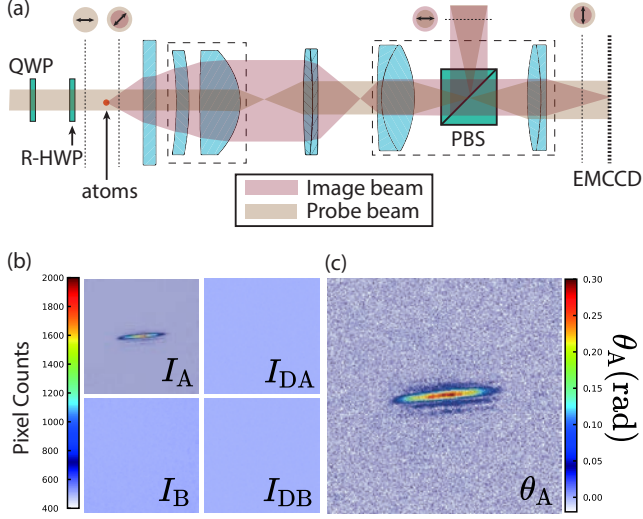 (a)
QWP
R-HWP
atoms
PBS
EMCCD
Image beam
Probe beam
(b)
2000
1800
1600
1400
1200
1000
800
600
400
Pixel Counts
I_A
I_DA
I_B
I_DB
(c)
θ_A
0.30
0.25
0.20
0.15
0.10
0.05
0.00
θ_A (rad)